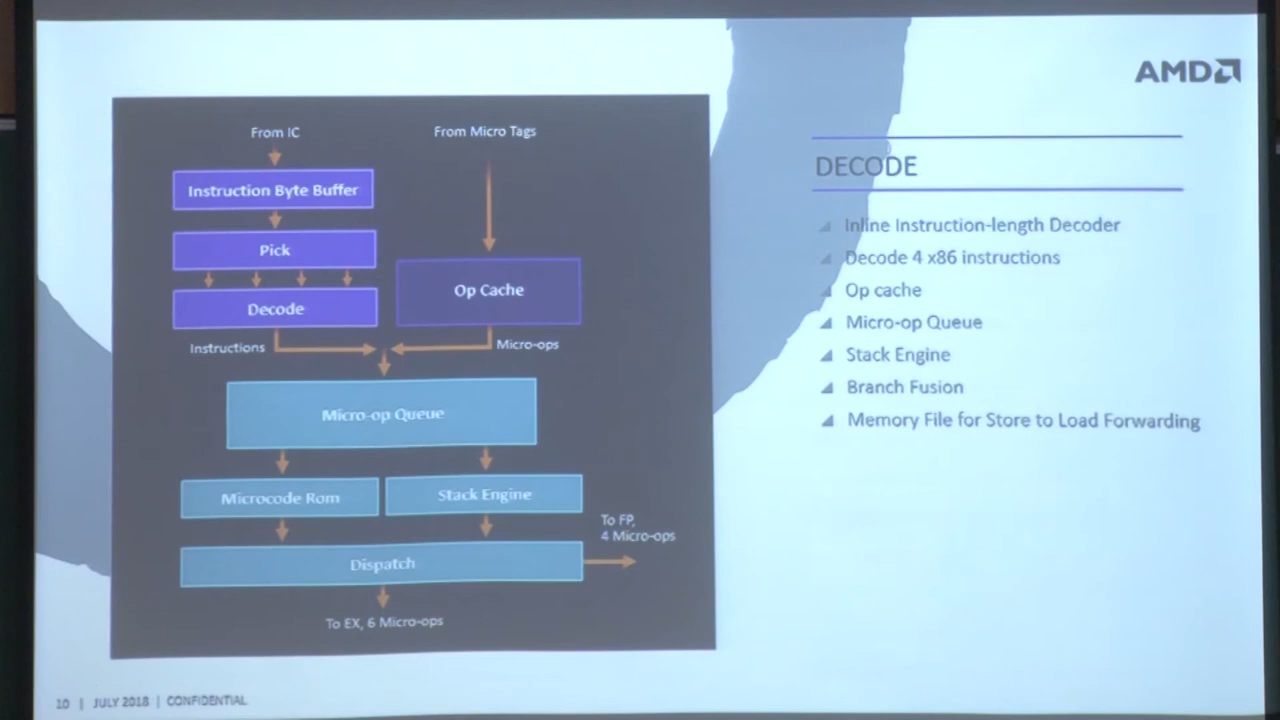 AMD
From IC
From Micro Tags
Instruction Byte Buffer
Pick
Decode
Op Cache
Instructions
Micro-ops
Micro-op Queue
Microcode Rom
Stack Engine
To FP,
4 Micro-ops
Dispatch
To EX, 6 Micro-ops
DECODE
Inline Instruction-length Decoder
Decode 4 x86 instructions
Op cache
Micro-op Queue
Stack Engine
Branch Fusion
Memory File for Store to Load Forwarding
10 | JULY 2018 | CONFIDENTIAL